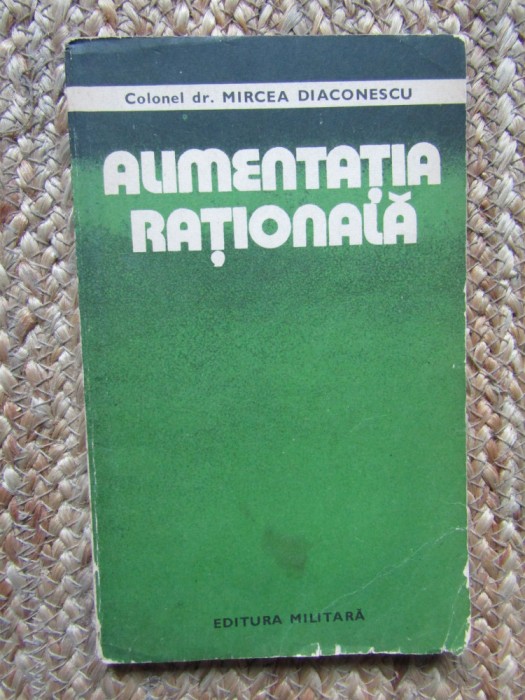 Colonel dr. MIRCEA DIACONESCU
ALIMENTAȚIA
RAȚIONALĂ
EDITURA MILITARĂ